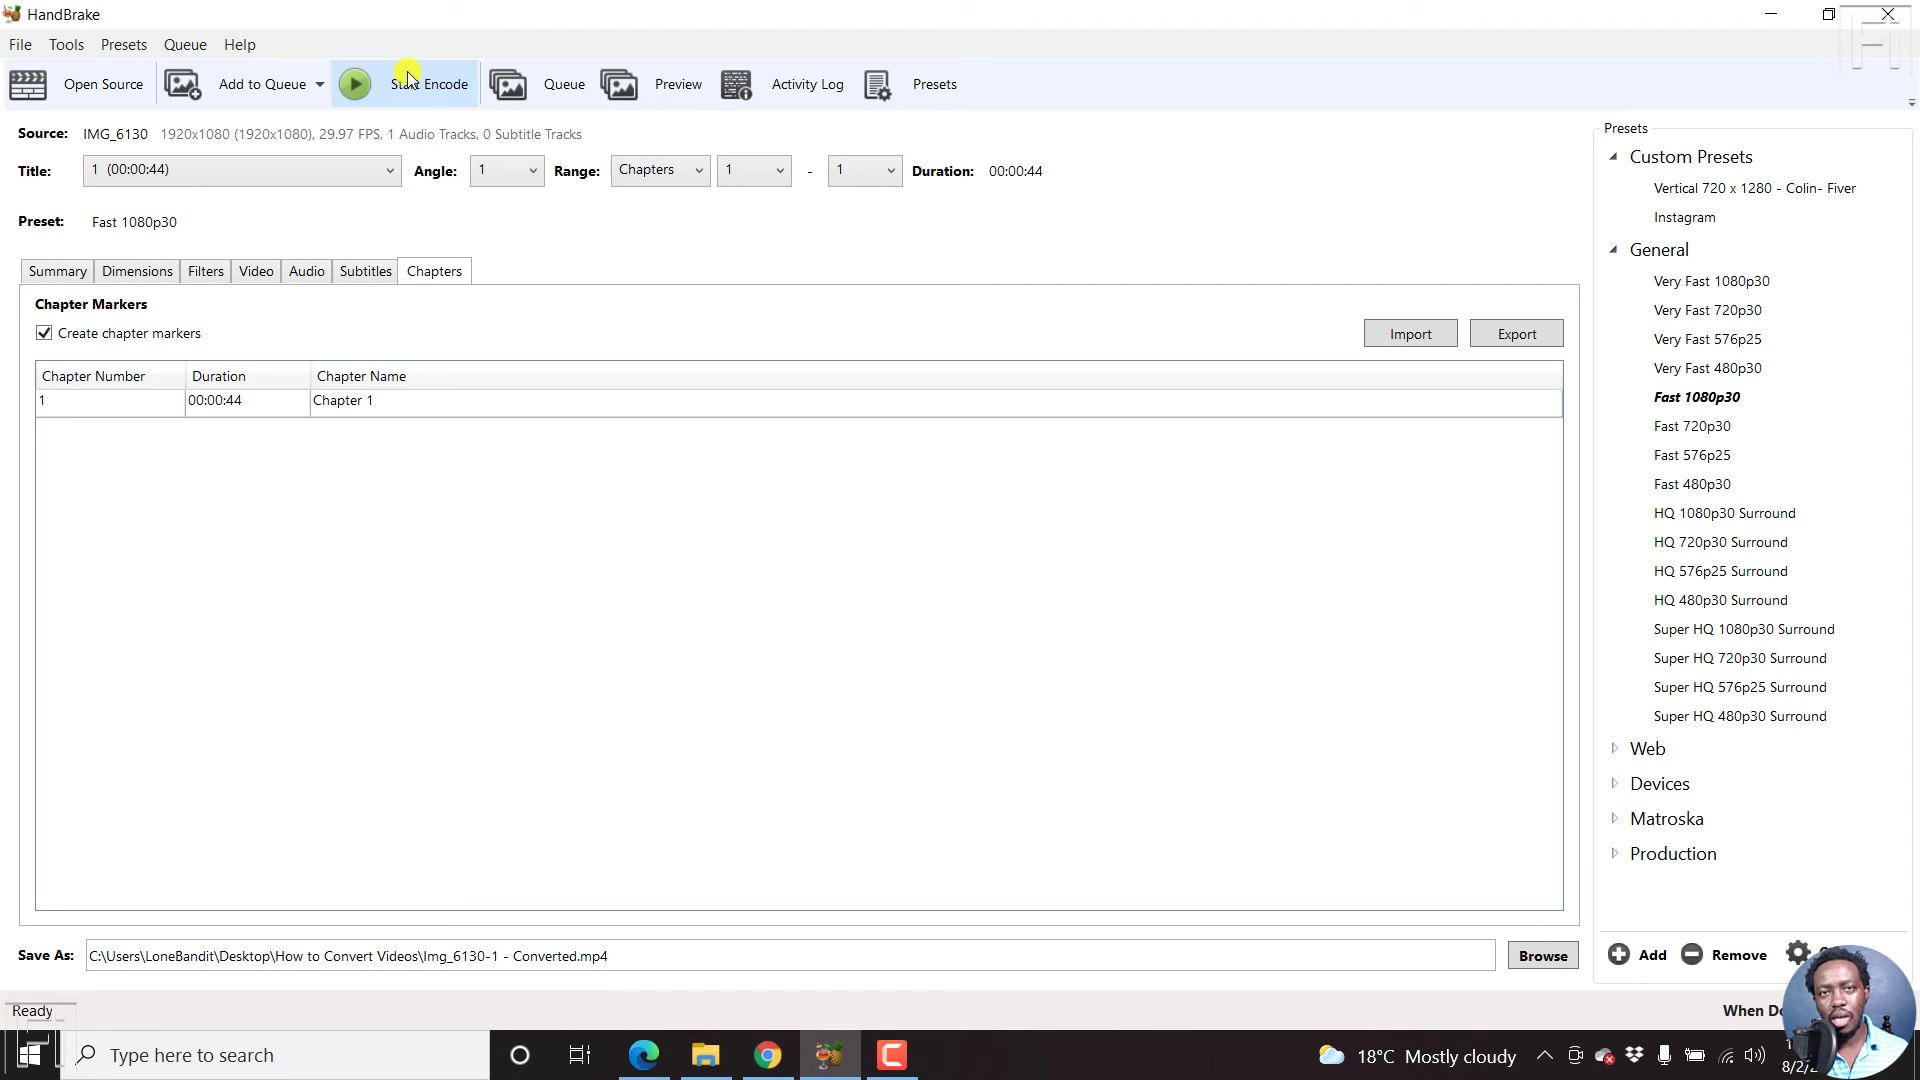 HandBrake
File Tools Presets Queue Help
Open Source Add to Queue Start Encode Queue Preview Activity Log Presets
Source: IMG_6130 1920x1080 (1920x1080), 29.97 FPS, 1 Audio Tracks, 0 Subtitle Tracks
Title: 1 (00:00:44) Angle: 1 Range: Chapters 1 - 1 Duration: 00:00:44
Preset: Fast 1080p30
Summary Dimensions Filters Video Audio Subtitles Chapters
Chapter Markers
Create chapter markers Import Export
Chapter Number Duration Chapter Name
1 00:00:44 Chapter 1
Presets
Custom Presets
Vertical 720 x 1280 - Colin- Fiver
Instagram
General
Very Fast 1080p30
Very Fast 720p30
Very Fast 576p25
Very Fast 480p30
Fast 1080p30
Fast 720p30
Fast 576p25
Fast 480p30
HQ 1080p30 Surround
HQ 720p30 Surround
HQ 576p25 Surround
HQ 480p30 Surround
Super HQ 1080p30 Surround
Super HQ 720p30 Surround
Super HQ 576p25 Surround
Super HQ 480p30 Surround
Web
Devices
Matroska
Production
Add Remove
Save As: C:\Users\LoneBandit\Desktop\How to Convert Videos\Img_6130-1 - Converted.mp4 Browse
Ready When
Type here to search 18°C Mostly cloudy